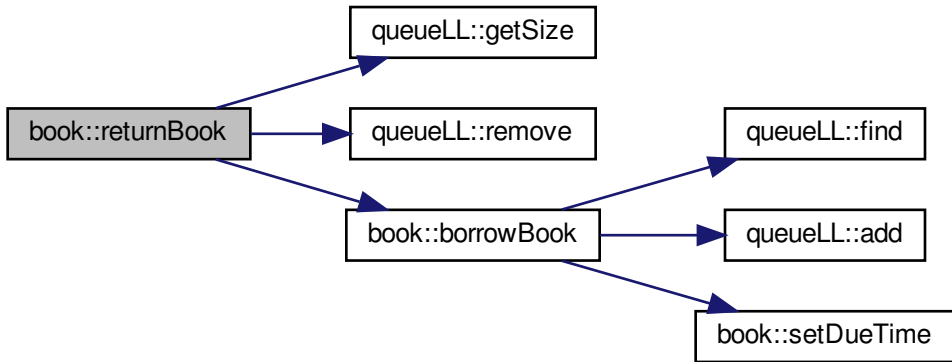 queueLL::getSize
book::returnBook
queueLL::remove
queueLL::find
book::borrowBook
queueLL::add
book::setDueTime